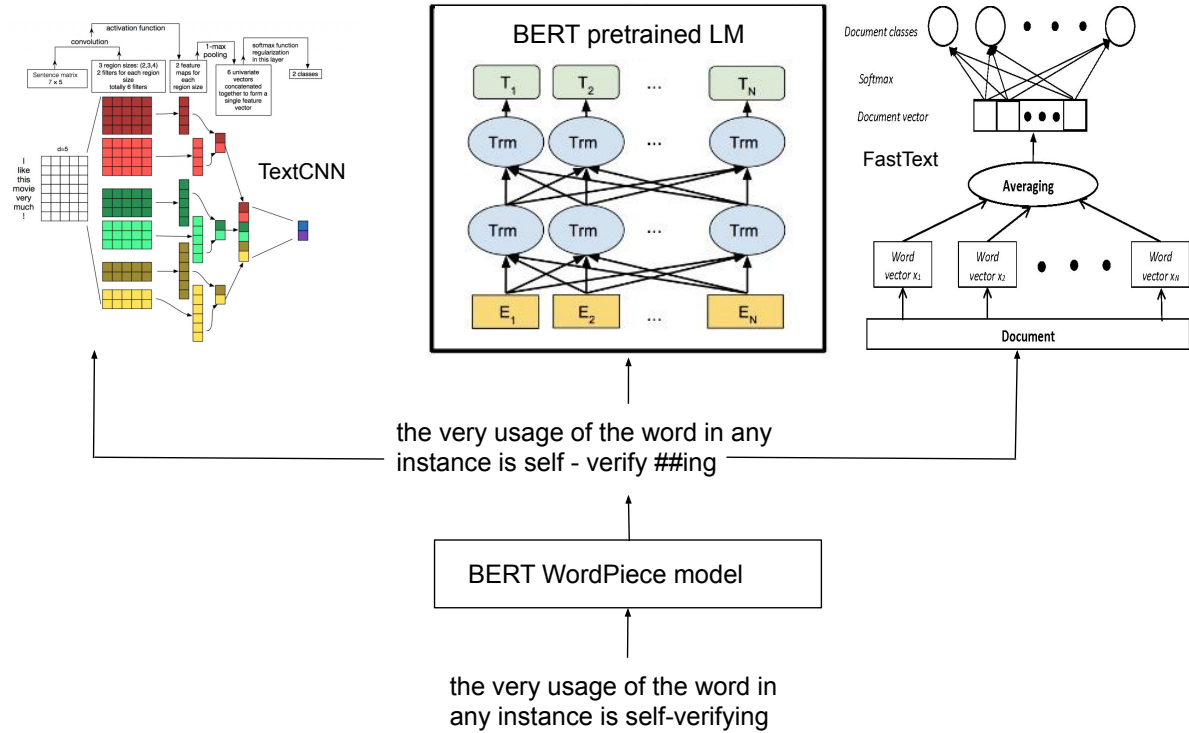 activation function
convolution
1-max
pooling
softmax function
regularization
in this layer
Sentence matrix
7 × 5
3 region sizes: (2,3,4)
2 filters for each region
size
totally 6 filters
2 feature
maps for
each
region size
6 univariate
vectors
concatenated
together to form a
single feature
vector
2 classes
d=5
I
like
this
movie
very
much
!
TextCNN
BERT pretrained LM
T1 T2 ... TN
Trm Trm ... Trm
Trm Trm ... Trm
E1 E2 ... EN
Document classes
Softmax
Document vector
FastText
Averaging
Word
vector x1
Word
vector x2
Word
vector xN
Document
the very usage of the word in any
instance is self - verify ##ing
BERT WordPiece model
the very usage of the word in
any instance is self-verifying